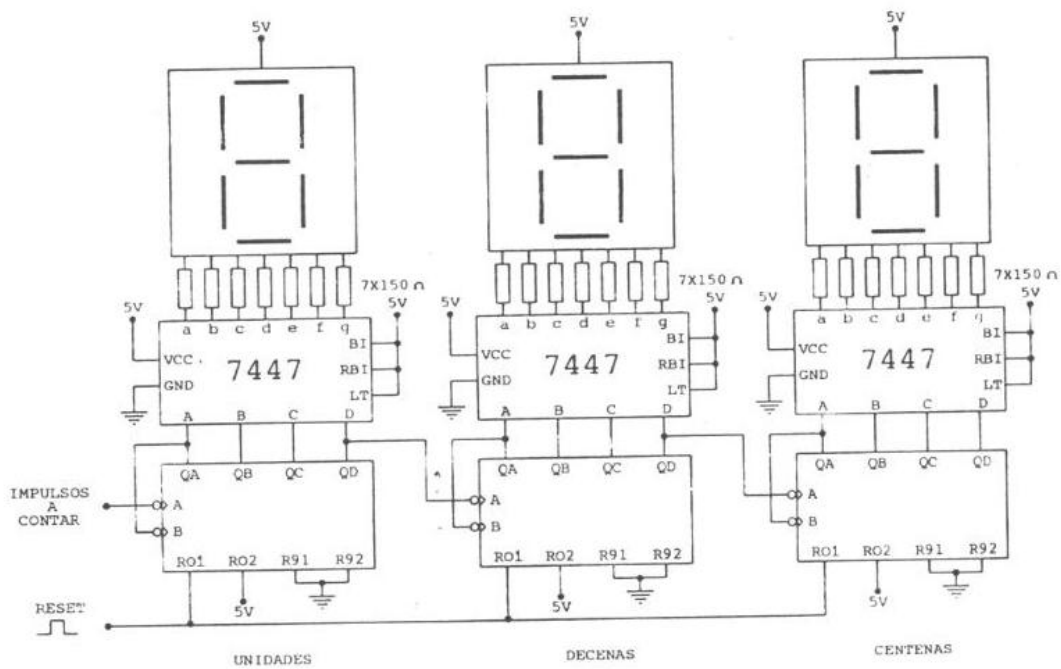 5V
5V
5V
7X150 Ω
7X150 Ω
7X150 Ω
5V
a b c d e f g
5V
5V
a b c d e f g
5V
5V
a b c d e f g
5V
VCC
GND
7447
BI
RBI
LT
A B C D
VCC
GND
7447
BI
RBI
LT
A B C D
VCC
GND
7447
BI
RBI
LT
A B C D
QA QB QC QD
A
B
RO1 RO2 R91 R92
5V
QA QB QC QD
A
B
RO1 RO2 R91 R92
5V
QA QB QC QD
A
B
RO1 RO2 R91 R92
5V
IMPULSOS
A
CONTAR
RESET
UNIDADES
DECENAS
CENTENAS